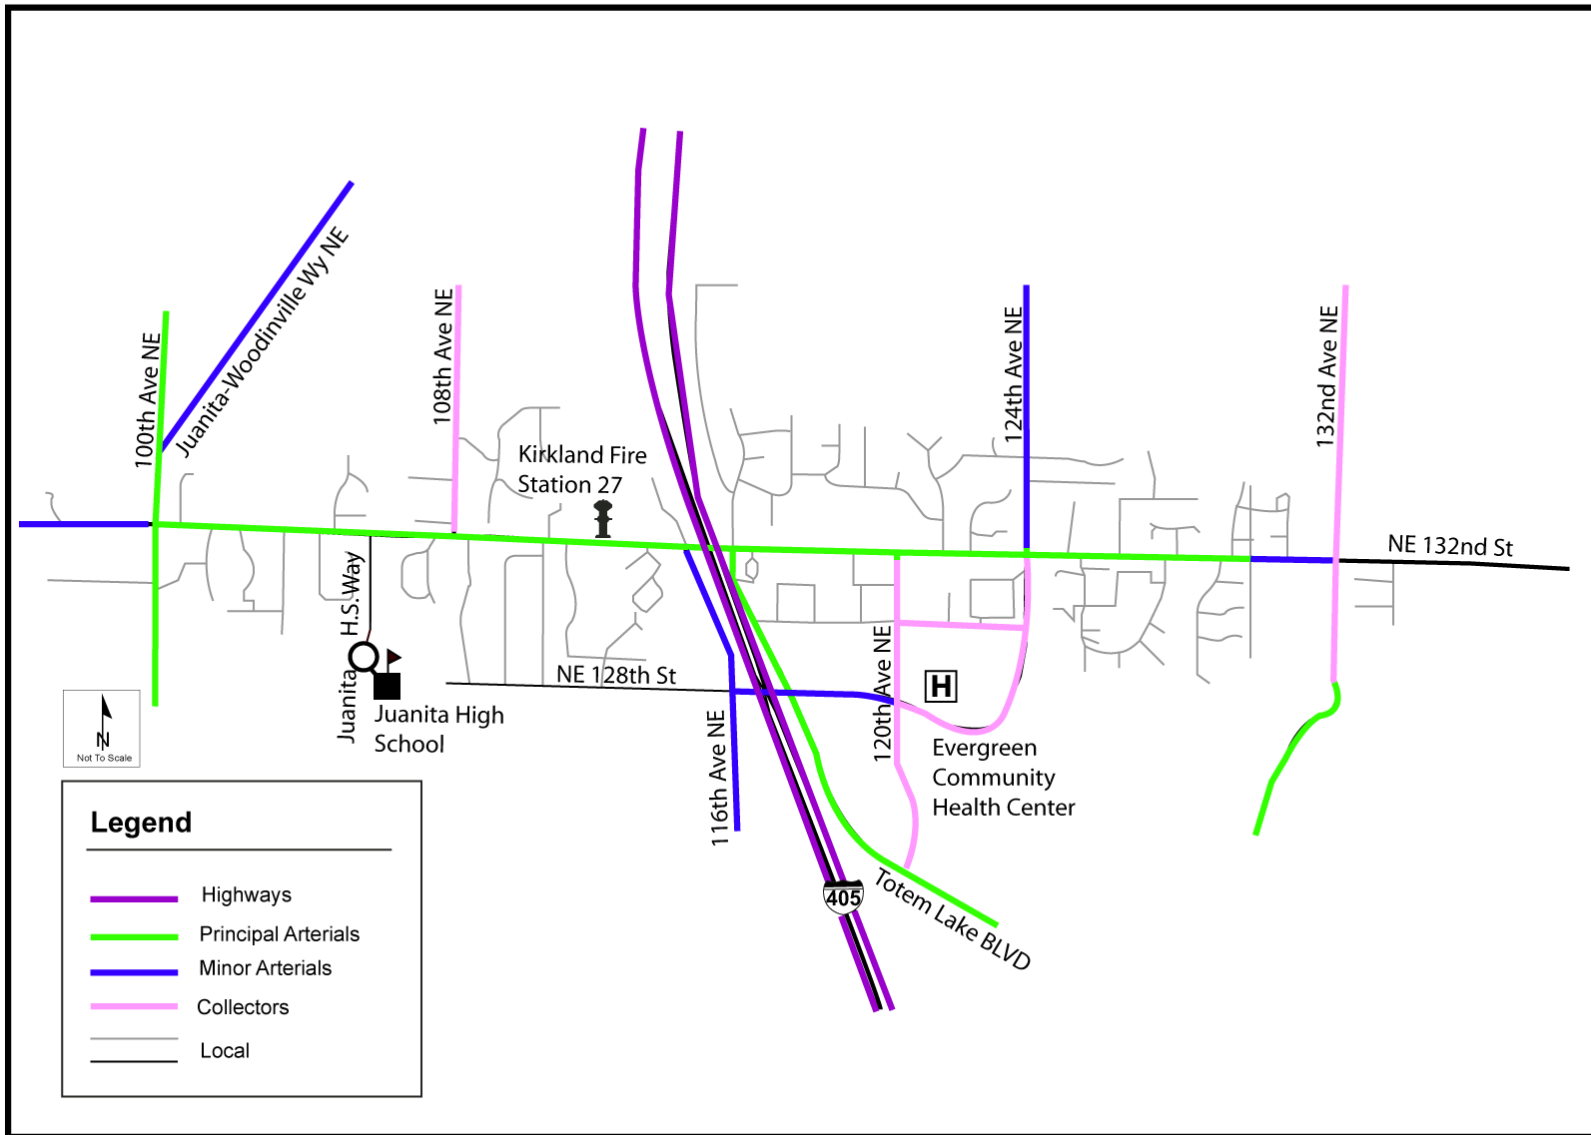 Juanita-Woodinville Wy NE
100th Ave NE
108th Ave NE
124th Ave NE
132nd Ave NE
Kirkland Fire
Station 27
NE 132nd St
Juanita H.S. Way
NE 128th St
H
Juanita High
School
116th Ave NE
120th Ave NE
Evergreen
Community
Health Center
405
Totem Lake BLVD
N
Not To Scale
Legend
Highways
Principal Arterials
Minor Arterials
Collectors
Local